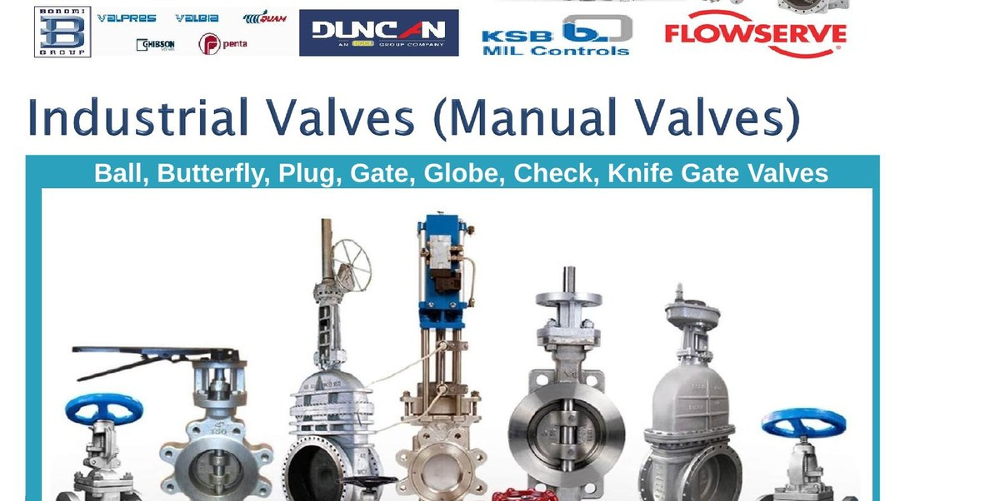 BONOMI
GROUP
VALPRES
VALBIA
QUAM
GHIBSON
penta
DUNCAN
AN
GROUP COMPANY
KSB
MIL Controls
FLOWSERVE
Industrial Valves (Manual Valves)
Ball, Butterfly, Plug, Gate, Globe, Check, Knife Gate Valves